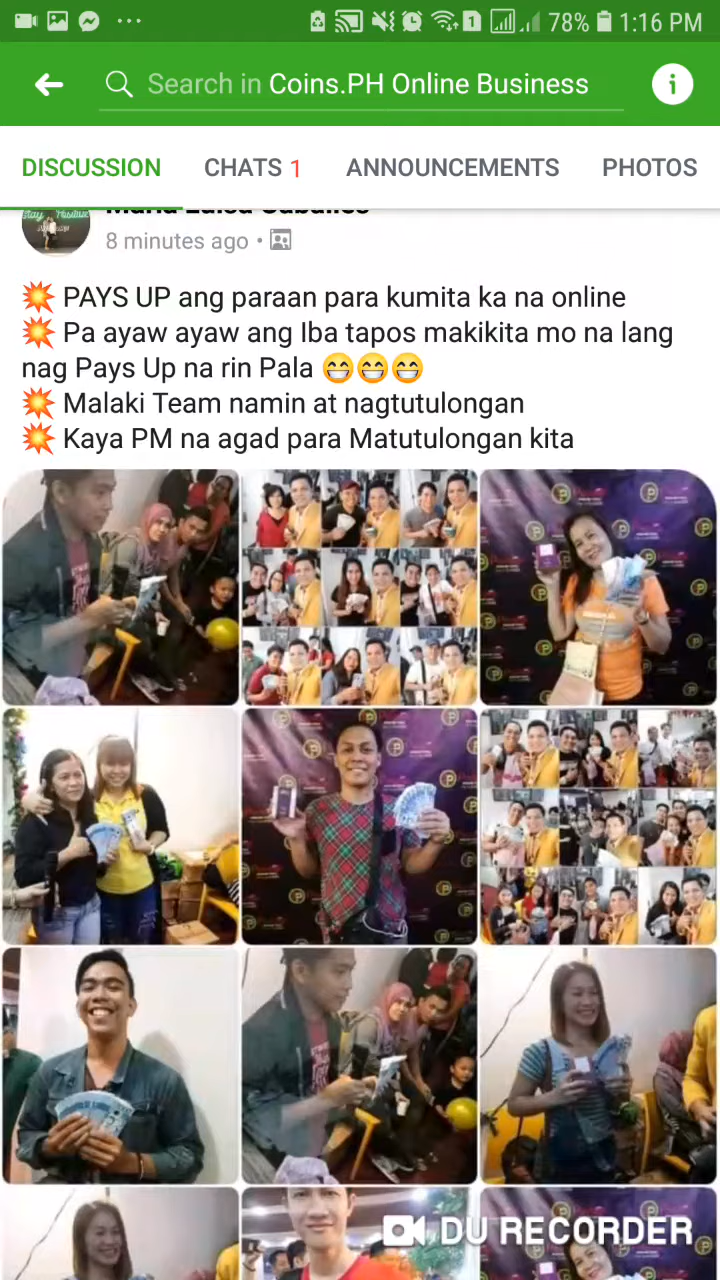 78% 1:16 PM
Search in Coins.PH Online Business
DISCUSSION CHATS 1 ANNOUNCEMENTS PHOTOS
8 minutes ago
💥 PAYS UP ang paraan para kumita ka na online
💥 Pa ayaw ayaw ang Iba tapos makikita mo na lang
nag Pays Up na rin Pala 😁😁😁
💥 Malaki Team namin at nagtutulongan
💥 Kaya PM na agad para Matutulongan kita
DU RECORDER